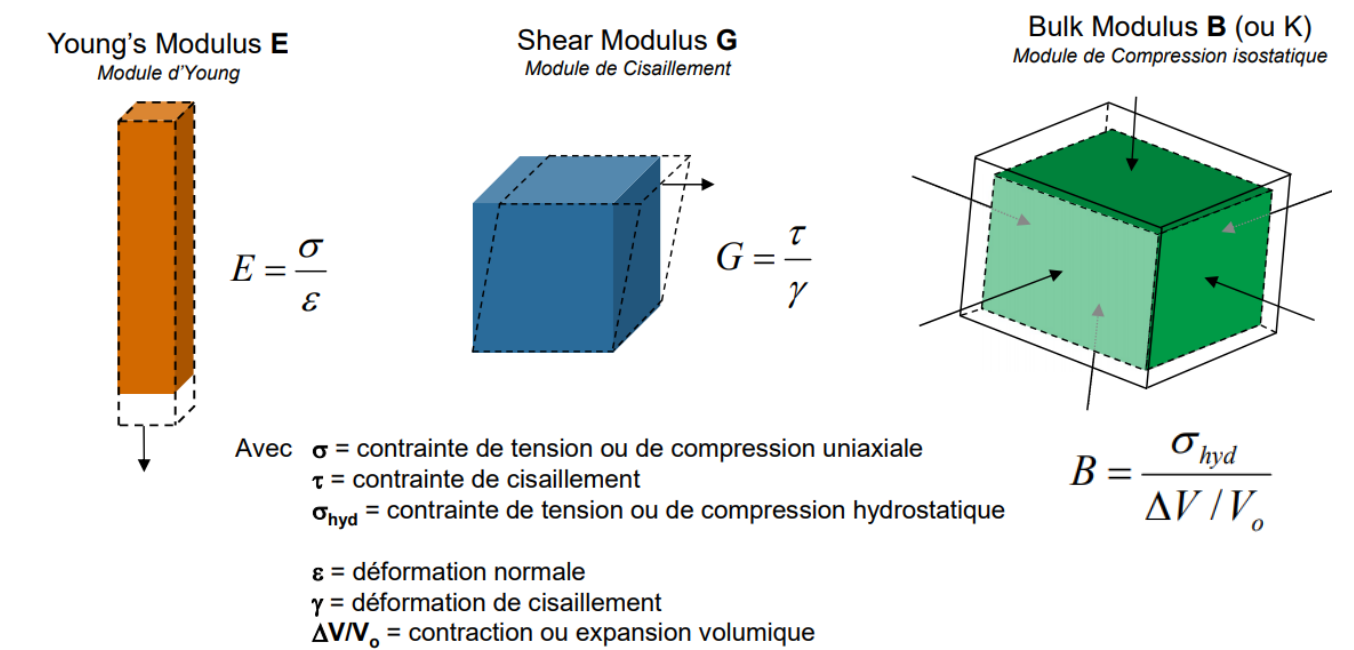 Young's Modulus E
Module d'Young
E = σ / ε
Shear Modulus G
Module de Cisaillement
G = τ / γ
Bulk Modulus B (ou K)
Module de Compression isostatique
B = σhyd / ΔV / Vo
Avec σ = contrainte de tension ou de compression uniaxiale
τ = contrainte de cisaillement
σhyd = contrainte de tension ou de compression hydrostatique
ε = déformation normale
γ = déformation de cisaillement
ΔV/Vo = contraction ou expansion volumique